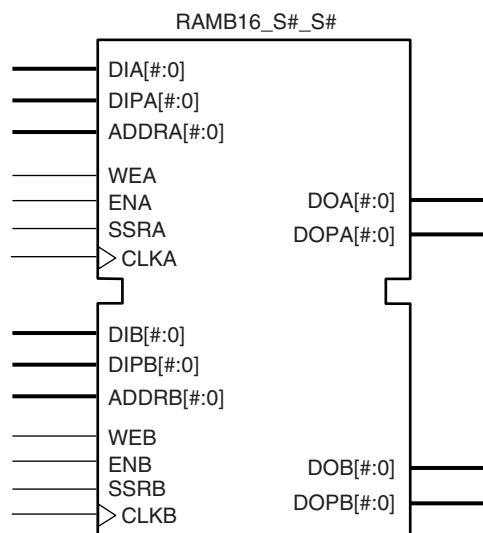 RAMB16_S#_S#
DIA[#:0]
DIPA[#:0]
ADDRA[#:0]
WEA
ENA
SSRA
CLKA
DOA[#:0]
DOPA[#:0]
DIB[#:0]
DIPB[#:0]
ADDRB[#:0]
WEB
ENB
SSRB
CLKB
DOB[#:0]
DOPB[#:0]